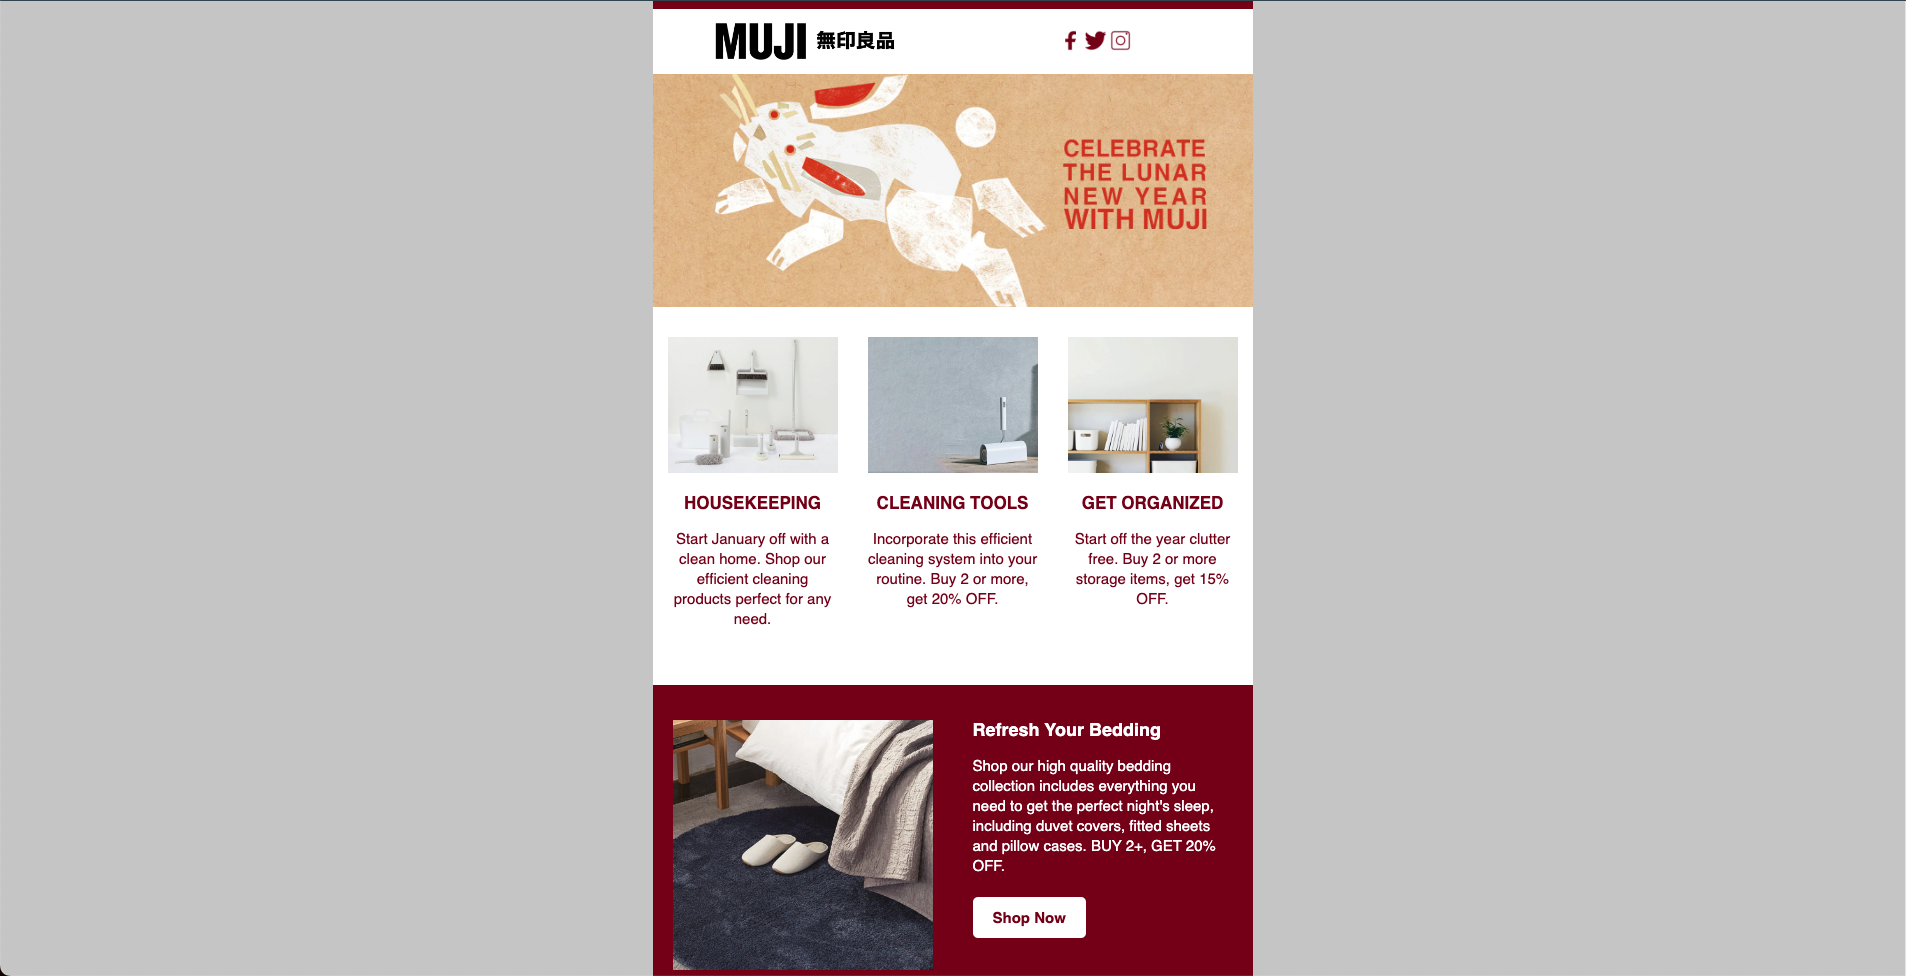 MUJI 無印良品
CELEBRATE
THE LUNAR
NEW YEAR
WITH MUJI
HOUSEKEEPING
Start January off with a
clean home. Shop our
efficient cleaning
products perfect for any
need.
CLEANING TOOLS
Incorporate this efficient
cleaning system into your
routine. Buy 2 or more,
get 20% OFF.
GET ORGANIZED
Start off the year clutter
free. Buy 2 or more
storage items, get 15%
OFF.
Refresh Your Bedding
Shop our high quality bedding
collection includes everything you
need to get the perfect night's sleep,
including duvet covers, fitted sheets
and pillow cases. BUY 2+, GET 20%
OFF.
Shop Now